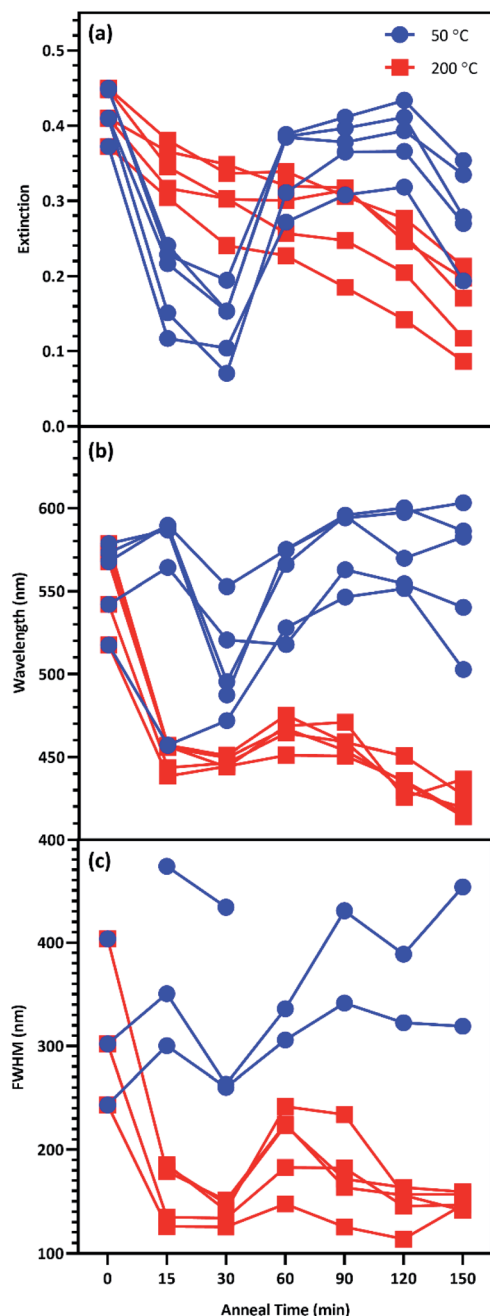 (a)
50 °C
200 °C
0.5
0.4
0.3
0.2
0.1
0.0
Extinction
(b)
600
550
500
450
400
Wavelength (nm)
(c)
400
300
200
100
FWHM (nm)
0 15 30 60 90 120 150
Anneal Time (min)